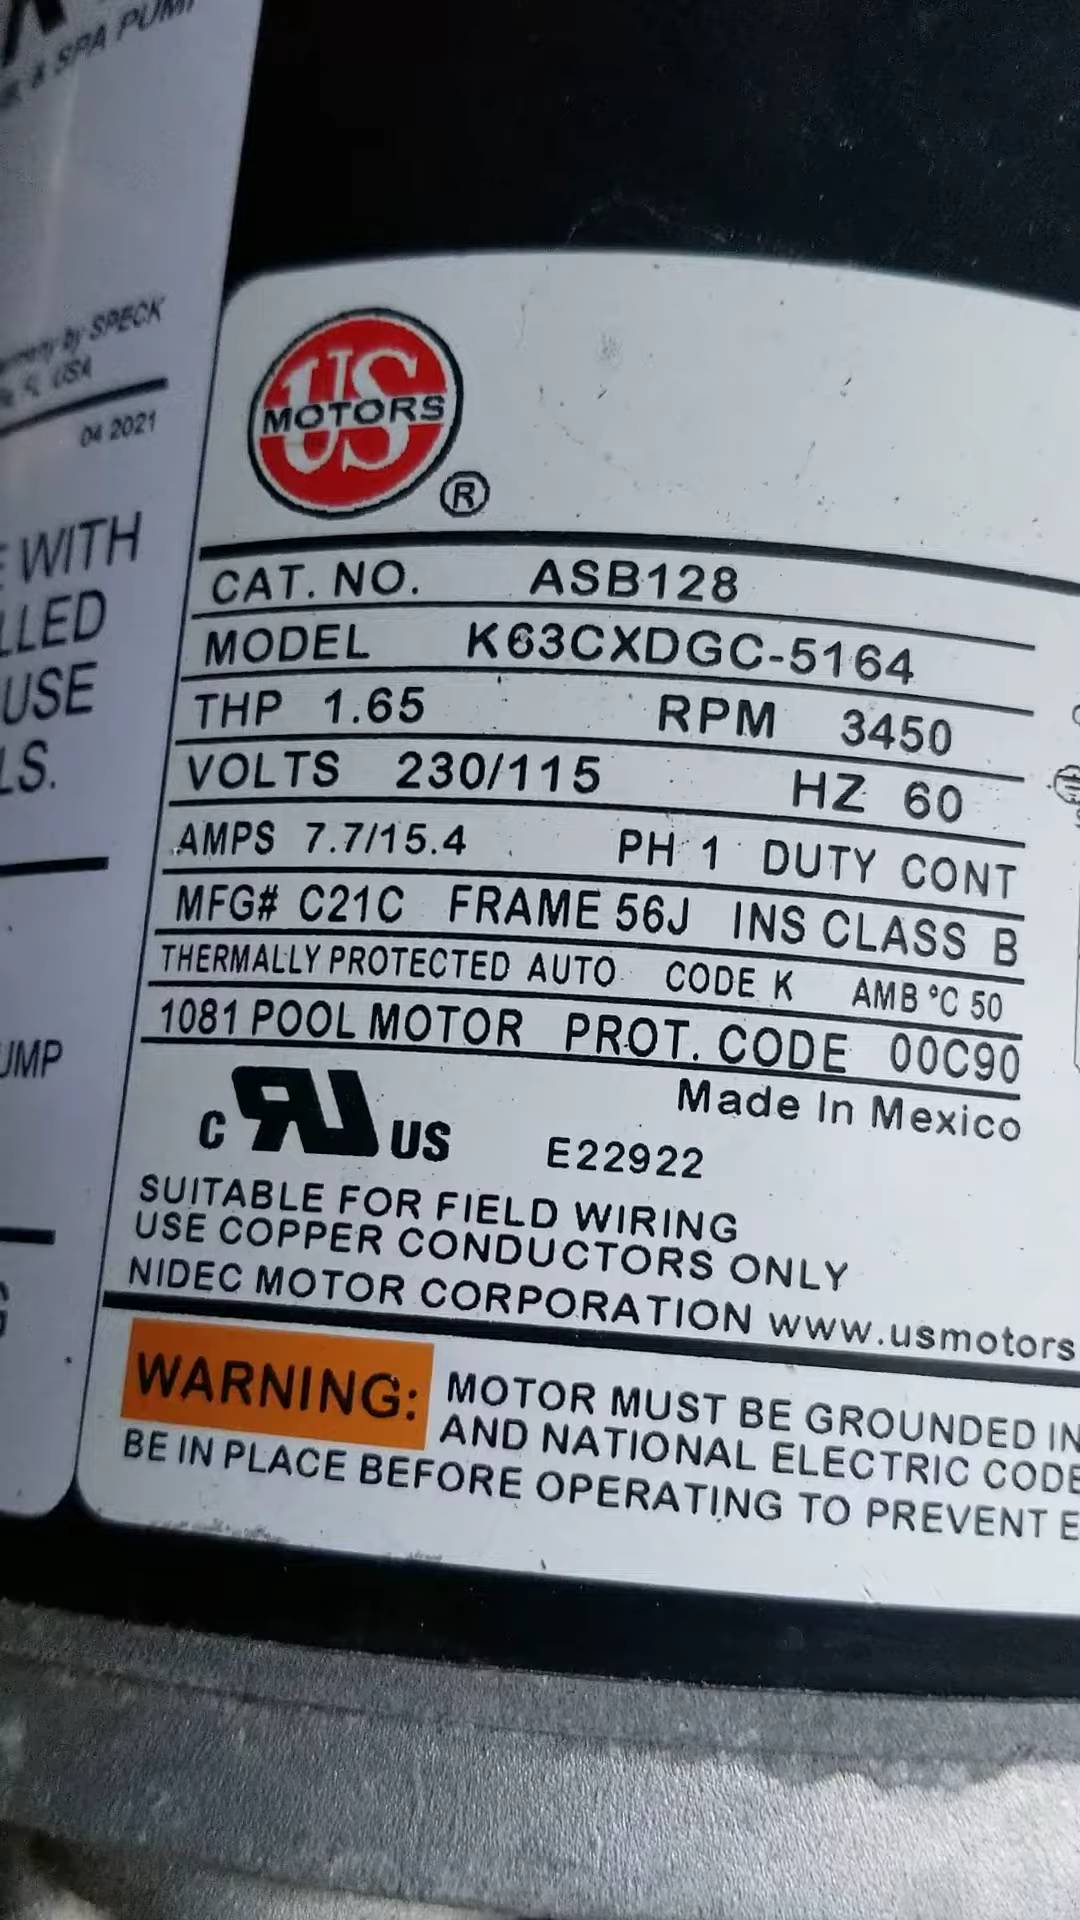 & SPA PUMP
by SPECK
FL USA
04 2021
WITH
USE
US
MOTORS
®
CAT. NO. ASB128
MODEL K63CXDGC-5164
THP 1.65 RPM 3450
VOLTS 230/115 HZ 60
AMPS 7.7/15.4 PH 1 DUTY CONT
MFG# C21C FRAME 56J INS CLASS B
THERMALLY PROTECTED AUTO CODE K AMB °C 50
1081 POOL MOTOR PROT. CODE 00C90
Made In Mexico
C RU US E22922
SUITABLE FOR FIELD WIRING
USE COPPER CONDUCTORS ONLY
NIDEC MOTOR CORPORATION www.usmotors
WARNING: MOTOR MUST BE GROUNDED IN
AND NATIONAL ELECTRIC CODE
BE IN PLACE BEFORE OPERATING TO PREVENT E